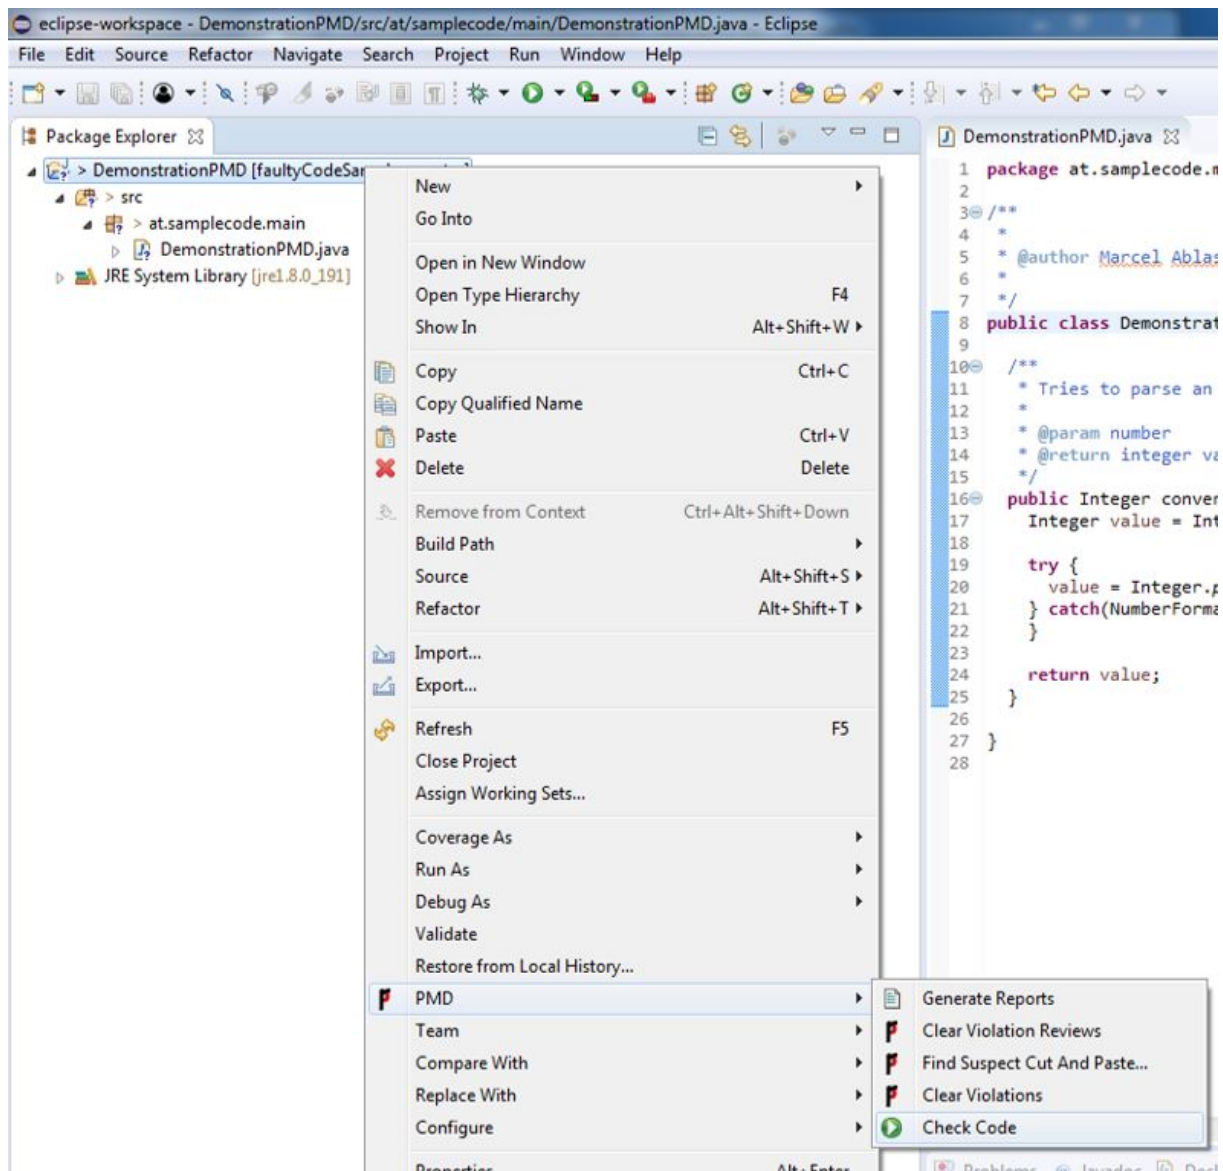 eclipse-workspace - DemonstrationPMD/src/at/samplecode/main/DemonstrationPMD.java - Eclipse
File Edit Source Refactor Navigate Search Project Run Window Help
Package Explorer
> DemonstrationPMD [faultyCodeSa
> src
> at.samplecode.main
DemonstrationPMD.java
JRE System Library [jre1.8.0_191]
New
Go Into
Open in New Window
Open Type Hierarchy F4
Show In Alt+Shift+W
Copy Ctrl+C
Copy Qualified Name
Paste Ctrl+V
Delete Delete
Remove from Context Ctrl+Alt+Shift+Down
Build Path
Source Alt+Shift+S
Refactor Alt+Shift+T
Import...
Export...
Refresh F5
Close Project
Assign Working Sets...
Coverage As
Run As
Debug As
Validate
Restore from Local History...
PMD
Team
Compare With
Replace With
Configure
Properties Alt+Enter
Generate Reports
Clear Violation Reviews
Find Suspect Cut And Paste...
Clear Violations
Check Code
DemonstrationPMD.java
1 package at.samplecode.m
2
3 /**
4 *
5 * @author Marcel Ablas
6 *
7 */
8 public class Demonstrat
9
10 /**
11 * Tries to parse an
12 *
13 * @param number
14 * @return integer va
15 */
16 public Integer conver
17 Integer value = Int
18
19 try {
20 value = Integer.p
21 } catch(NumberForma
22 }
23
24 return value;
25 }
26
27 }
28
Problems Javadoc